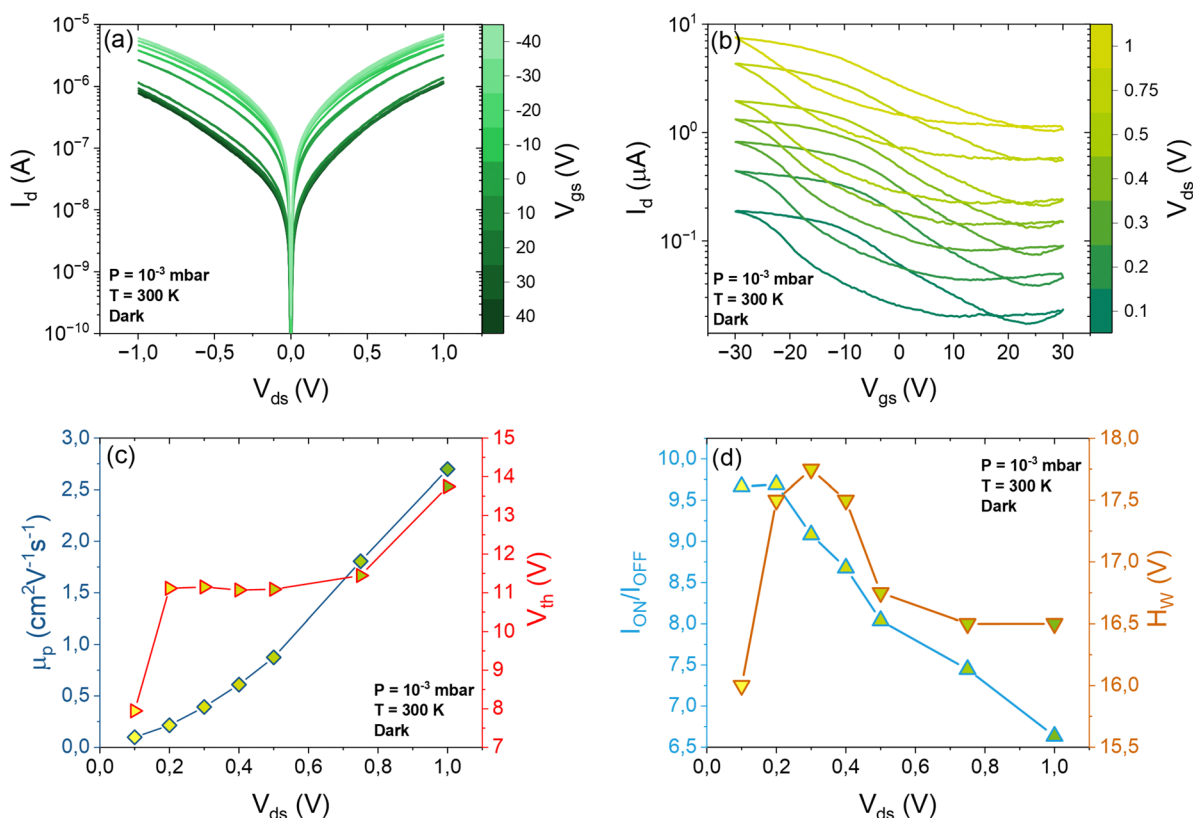 (a)
10⁻⁵
10⁻⁶
10⁻⁷
10⁻⁸
10⁻⁹
10⁻¹⁰
I_d (A)
P = 10⁻³ mbar
T = 300 K
Dark
−1,0 −0,5 0,0 0,5 1,0
V_ds (V)
-40
-30
-20
-10
0
10
20
30
40
V_gs (V)
(b)
10¹
10⁰
10⁻¹
I_d (μA)
P = 10⁻³ mbar
T = 300 K
Dark
−30 −20 −10 0 10 20 30
V_gs (V)
1
0.75
0.5
0.4
0.3
0.2
0.1
V_ds (V)
(c)
3,0
2,5
2,0
1,5
1,0
0,5
0,0
μ_p (cm²V⁻¹s⁻¹)
15
14
13
12
11
10
9
8
7
V_th (V)
P = 10⁻³ mbar
T = 300 K
Dark
0,0 0,2 0,4 0,6 0,8 1,0
V_ds (V)
(d)
10,0
9,5
9,0
8,5
8,0
7,5
7,0
6,5
I_ON/I_OFF
P = 10⁻³ mbar
T = 300 K
Dark
18,0
17,5
17,0
16,5
16,0
15,5
H_W (V)
0,0 0,2 0,4 0,6 0,8 1,0
V_ds (V)